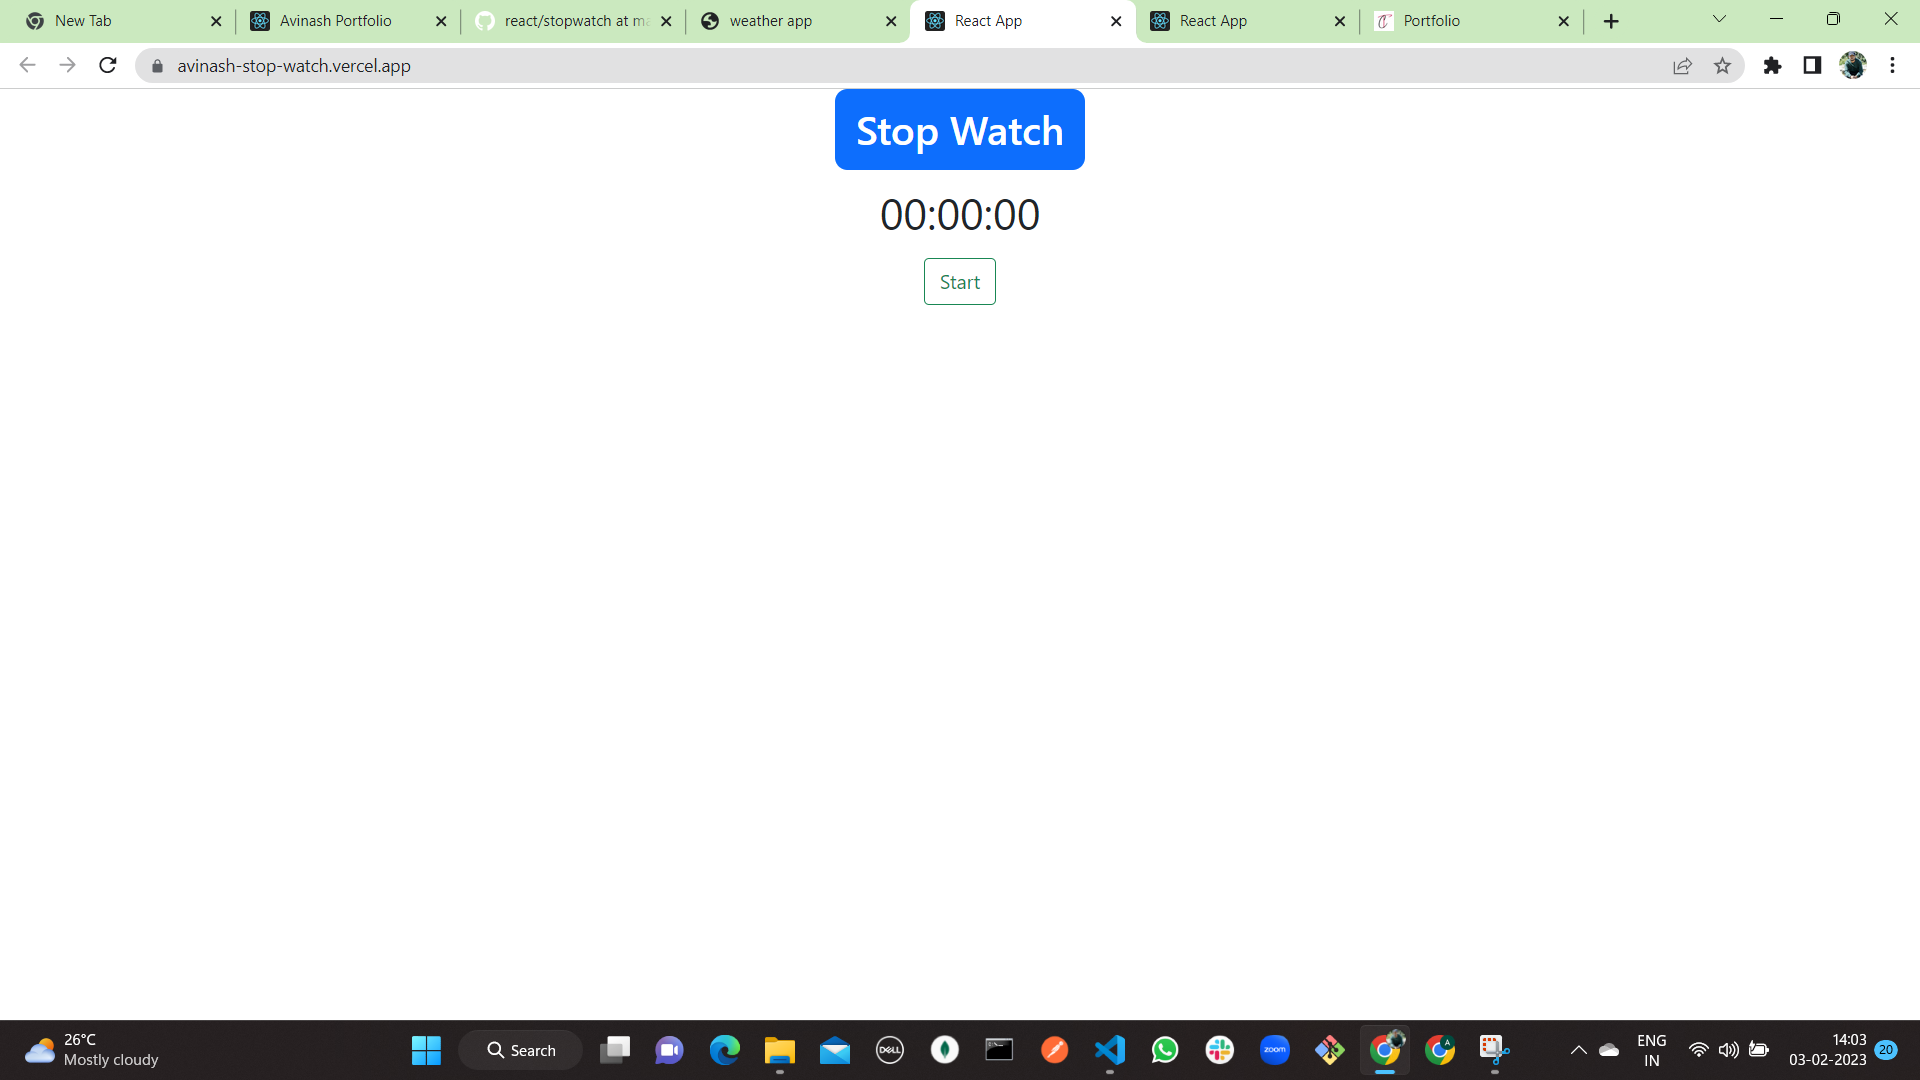 New Tab
Avinash Portfolio
react/stopwatch at ma
weather app
React App
React App
Portfolio
avinash-stop-watch.vercel.app
Stop Watch
00:00:00
Start
26°C
Mostly cloudy
Search
DELL
zoom
A
ENG
IN
14:03
03-02-2023
20